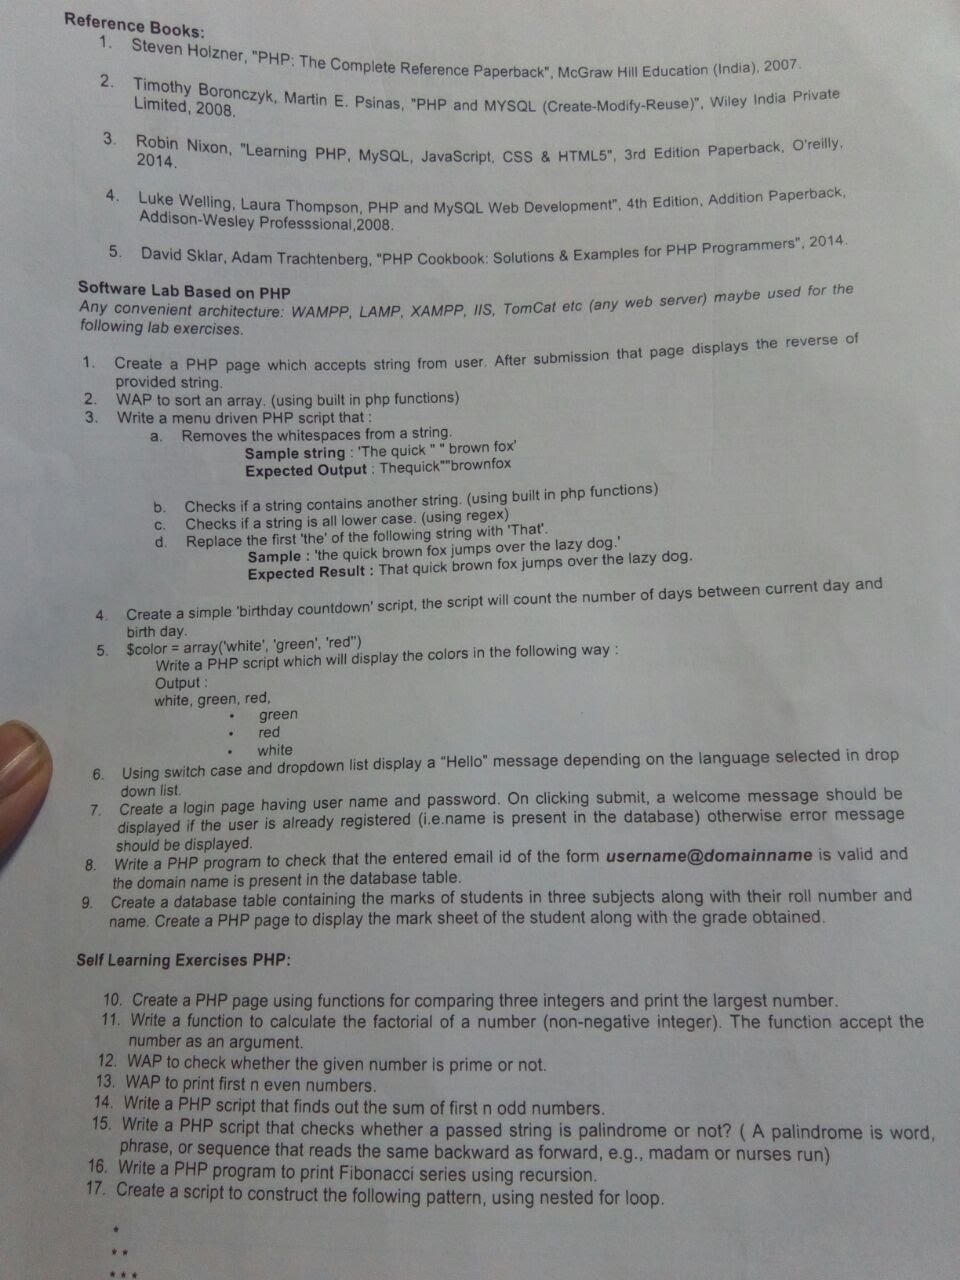 Reference Books:
1. Steven Holzner, "PHP: The Complete Reference Paperback", McGraw Hill Education (India), 2007.
2. Timothy Boronczyk, Martin E. Psinas, "PHP and MYSQL (Create-Modify-Reuse)", Wiley India Private
Limited, 2008.
3. Robin Nixon, "Learning PHP, MySQL, JavaScript, CSS & HTML5", 3rd Edition Paperback, O'reilly,
2014.
4. Luke Welling, Laura Thompson, PHP and MySQL Web Development", 4th Edition, Addition Paperback,
Addison-Wesley Professsional,2008.
5. David Sklar, Adam Trachtenberg, "PHP Cookbook: Solutions & Examples for PHP Programmers", 2014.
Software Lab Based on PHP
Any convenient architecture: WAMPP, LAMP, XAMPP, IIS, TomCat etc (any web server) maybe used for the
following lab exercises.
1. Create a PHP page which accepts string from user. After submission that page displays the reverse of
provided string.
2. WAP to sort an array. (using built in php functions)
3. Write a menu driven PHP script that :
a. Removes the whitespaces from a string.
Sample string : 'The quick " " brown fox'
Expected Output : Thequick""brownfox
b. Checks if a string contains another string. (using built in php functions)
c. Checks if a string is all lower case. (using regex)
d. Replace the first 'the' of the following string with 'That'.
Sample : 'the quick brown fox jumps over the lazy dog.'
Expected Result : That quick brown fox jumps over the lazy dog.
4. Create a simple 'birthday countdown' script, the script will count the number of days between current day and
birth day.
5. $color = array('white', 'green', 'red'')
Write a PHP script which will display the colors in the following way :
Output :
white, green, red,
• green
• red
• white
6. Using switch case and dropdown list display a “Hello” message depending on the language selected in drop
down list.
7. Create a login page having user name and password. On clicking submit, a welcome message should be
displayed if the user is already registered (i.e.name is present in the database) otherwise error message
should be displayed.
8. Write a PHP program to check that the entered email id of the form username@domainname is valid and
the domain name is present in the database table.
9. Create a database table containing the marks of students in three subjects along with their roll number and
name. Create a PHP page to display the mark sheet of the student along with the grade obtained.
Self Learning Exercises PHP:
10. Create a PHP page using functions for comparing three integers and print the largest number.
11. Write a function to calculate the factorial of a number (non-negative integer). The function accept the
number as an argument.
12. WAP to check whether the given number is prime or not.
13. WAP to print first n even numbers.
14. Write a PHP script that finds out the sum of first n odd numbers.
15. Write a PHP script that checks whether a passed string is palindrome or not? ( A palindrome is word,
phrase, or sequence that reads the same backward as forward, e.g., madam or nurses run)
16. Write a PHP program to print Fibonacci series using recursion.
17. Create a script to construct the following pattern, using nested for loop.
*
* *
* * *